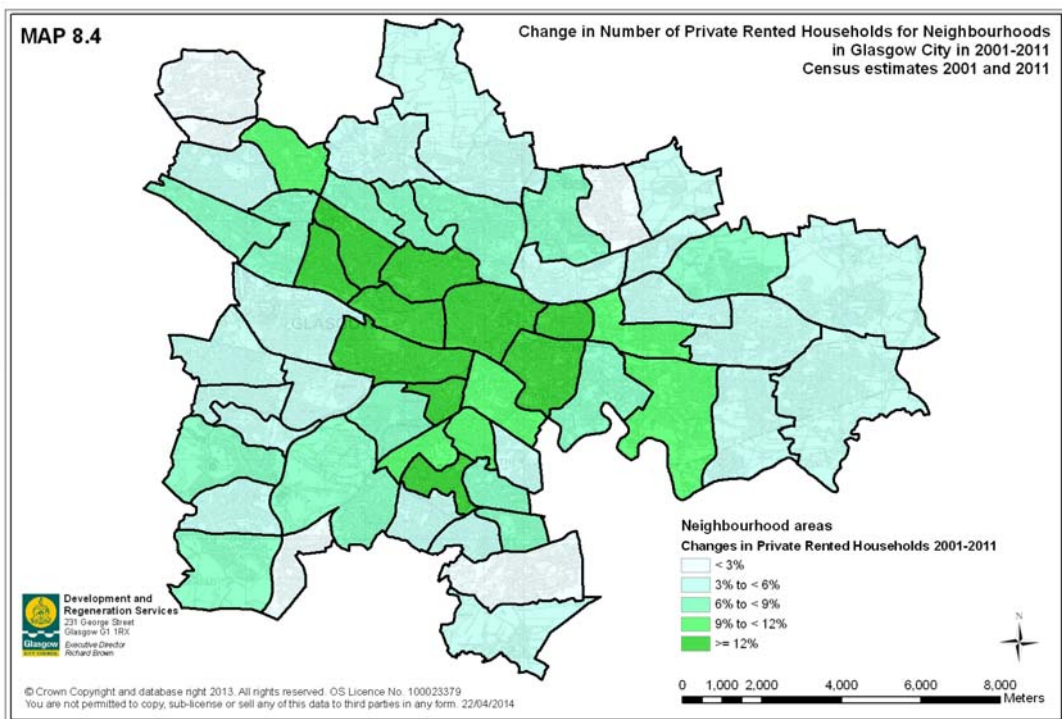 MAP 8.4
Change in Number of Private Rented Households for Neighbourhoods
in Glasgow City in 2001-2011
Census estimates 2001 and 2011
Neighbourhood areas
Changes in Private Rented Households 2001-2011
< 3%
3% to < 6%
6% to < 9%
9% to < 12%
>= 12%
N
0 1,000 2,000 4,000 6,000 8,000
Meters
Development and
Regeneration Services
231 George Street
Glasgow G1 1RX
Executive Director
Richard Brown
Glasgow
CITY COUNCIL
© Crown Copyright and database right 2013. All rights reserved. OS Licence No. 100023379
You are not permitted to copy, sub-license or sell any of this data to third parties in any form. 22/04/2014